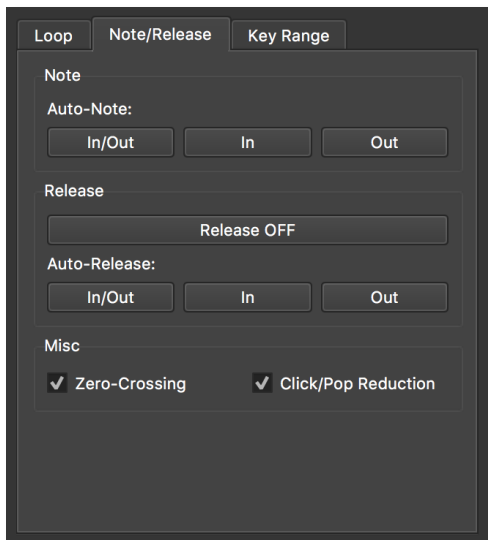 Loop Note/Release Key Range
Note
Auto-Note:
In/Out In Out
Release
Release OFF
Auto-Release:
In/Out In Out
Misc
Zero-Crossing Click/Pop Reduction